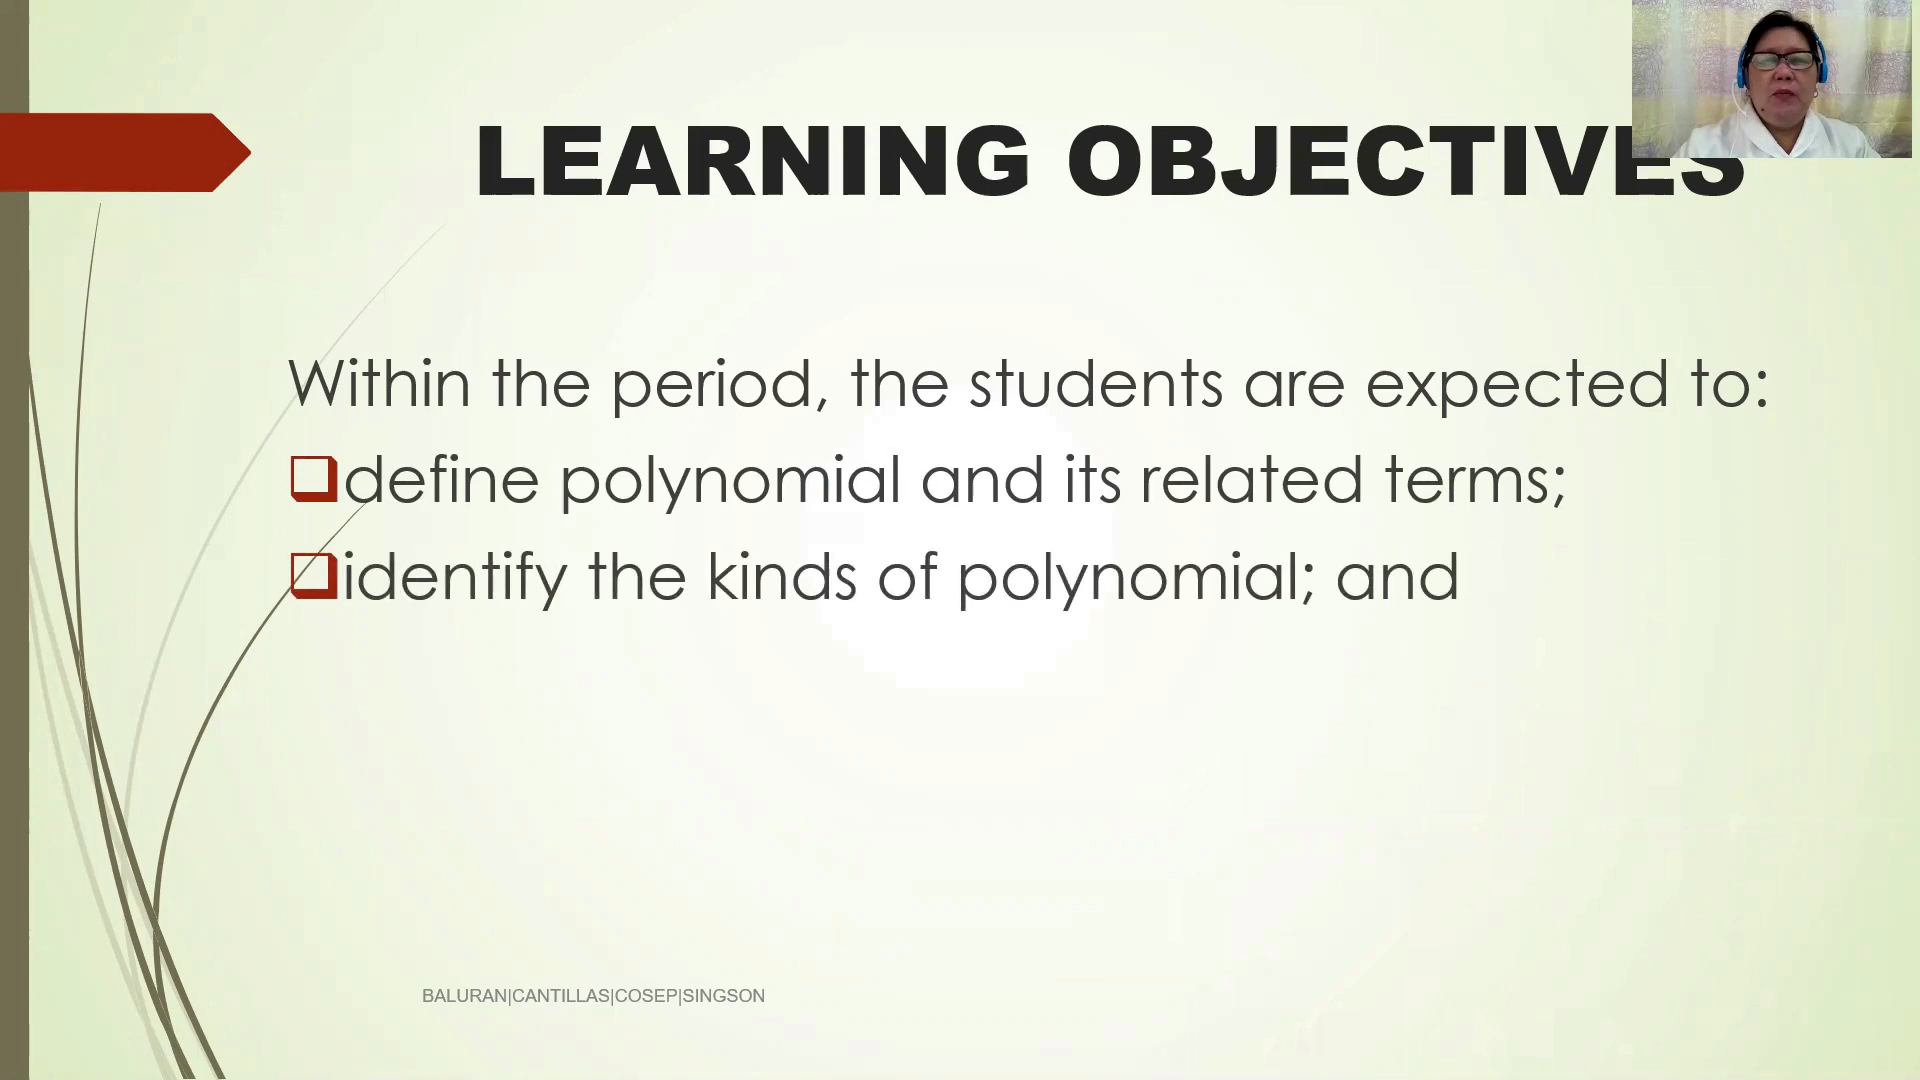 LEARNING OBJECTIVES
Within the period, the students are expected to:
define polynomial and its related terms;
identify the kinds of polynomial; and
BALURAN|CANTILLAS|COSEP|SINGSON